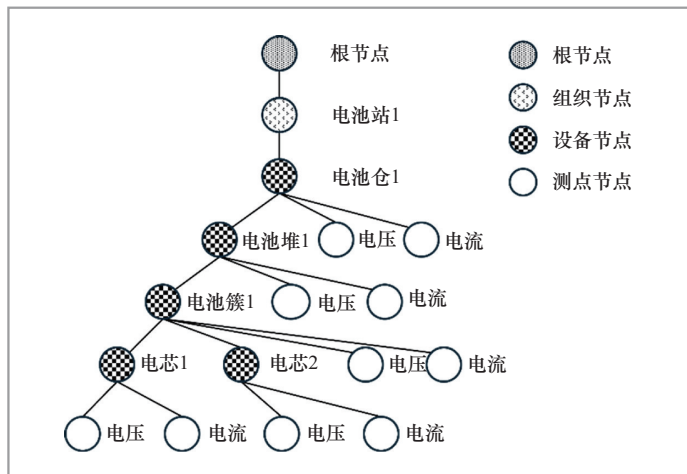 根节点
电池站1
电池仓1
电池堆1 电压 电流
电池簇1 电压 电流
电芯1 电芯2 电压 电流
电压 电流 电压 电流
根节点
组织节点
设备节点
测点节点